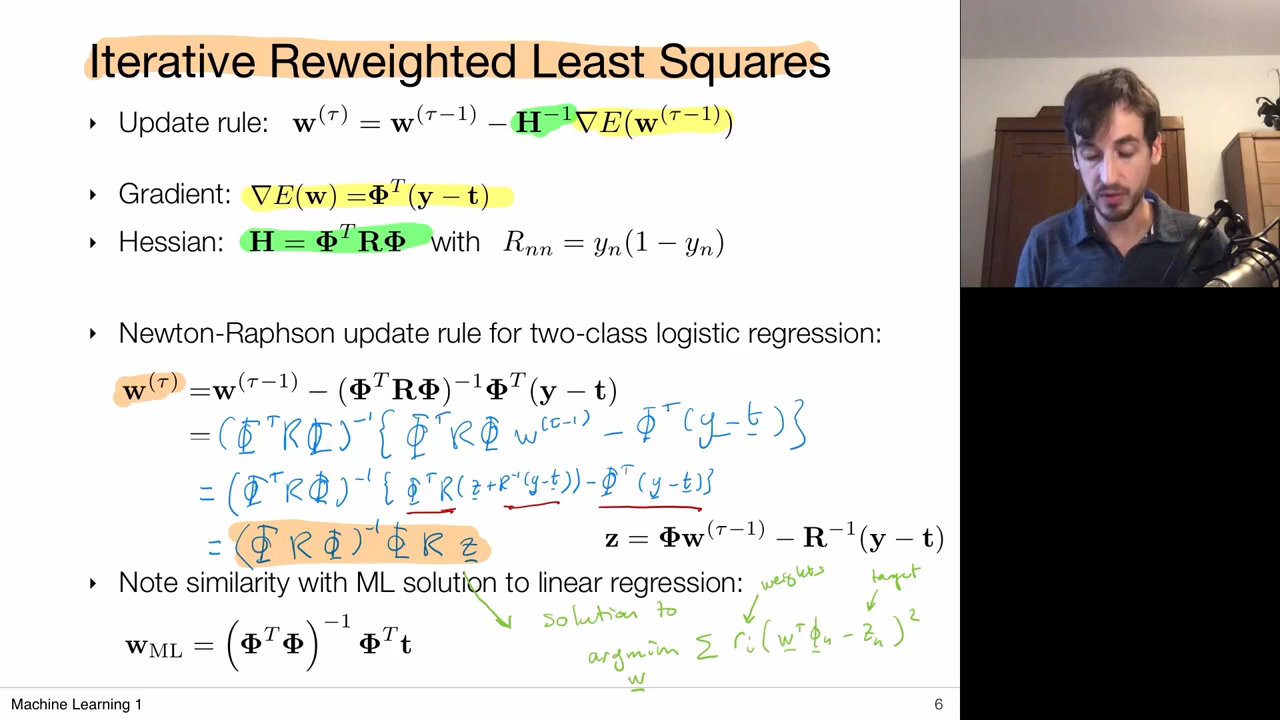 Iterative Reweighted Least Squares
‣ Update rule: w^(τ) = w^(τ−1) − H^−1 ∇E(w^(τ−1))
‣ Gradient: ∇E(w) =Φ^T(y − t)
‣ Hessian: H = Φ^T RΦ with R_nn = y_n(1 − y_n)
‣ Newton-Raphson update rule for two-class logistic regression:
w^(τ) =w^(τ−1) − (Φ^T RΦ)^−1 Φ^T(y − t)
= (Φ^T R Φ)^−1 { Φ^T R Φ w^(τ−1) − Φ^T (y − t) }
= (Φ^T R Φ)^−1 { Φ^T R ( z + R^−1 (y − t)) − Φ^T (y − t) }
= (Φ^T R Φ)^−1 Φ R z
z = Φw^(τ−1) − R^−1(y − t)
‣ Note similarity with ML solution to linear regression:
weights target
solution to
w_ML = (Φ^T Φ)^−1 Φ^T t
argmin Σ r_i ( w^T ϕ_n − z_n )^2
w
Machine Learning 1 6